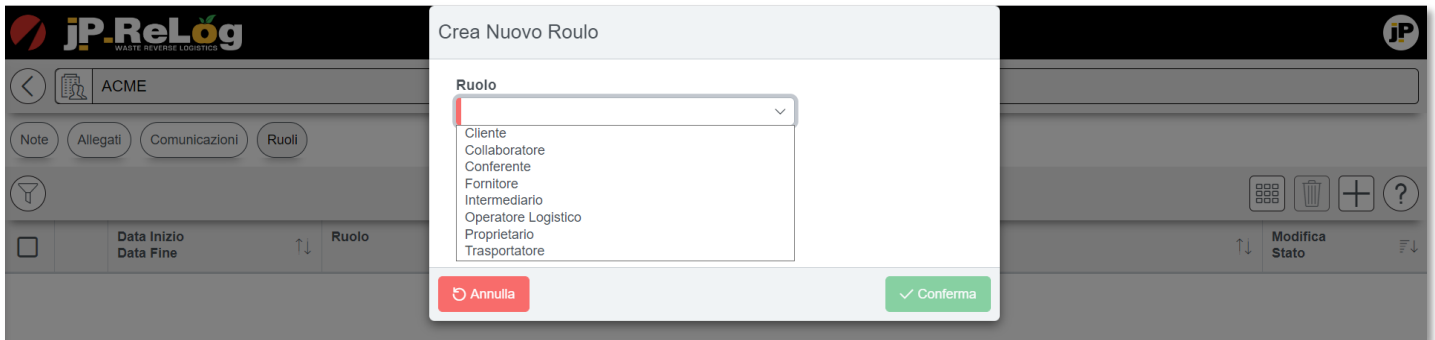 jP-ReLog
WASTE REVERSE LOGISTICS
jP
ACME
Note
Allegati
Comunicazioni
Ruoli
?
Data Inizio
Data Fine
Ruolo
Modifica
Stato
Crea Nuovo Roulo
Ruolo
Cliente
Collaboratore
Conferente
Fornitore
Intermediario
Operatore Logistico
Proprietario
Trasportatore
Annulla
Conferma